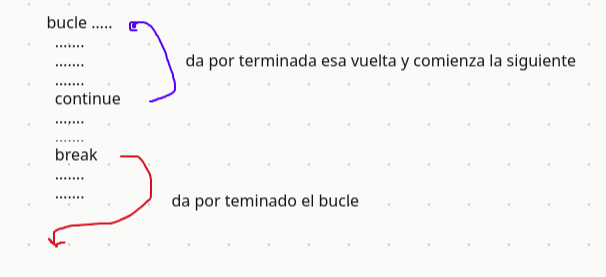 bucle .....
.......
.......
.......
da por terminada esa vuelta y comienza la siguiente
continue
.......
.......
break
.......
.......
da por teminado el bucle